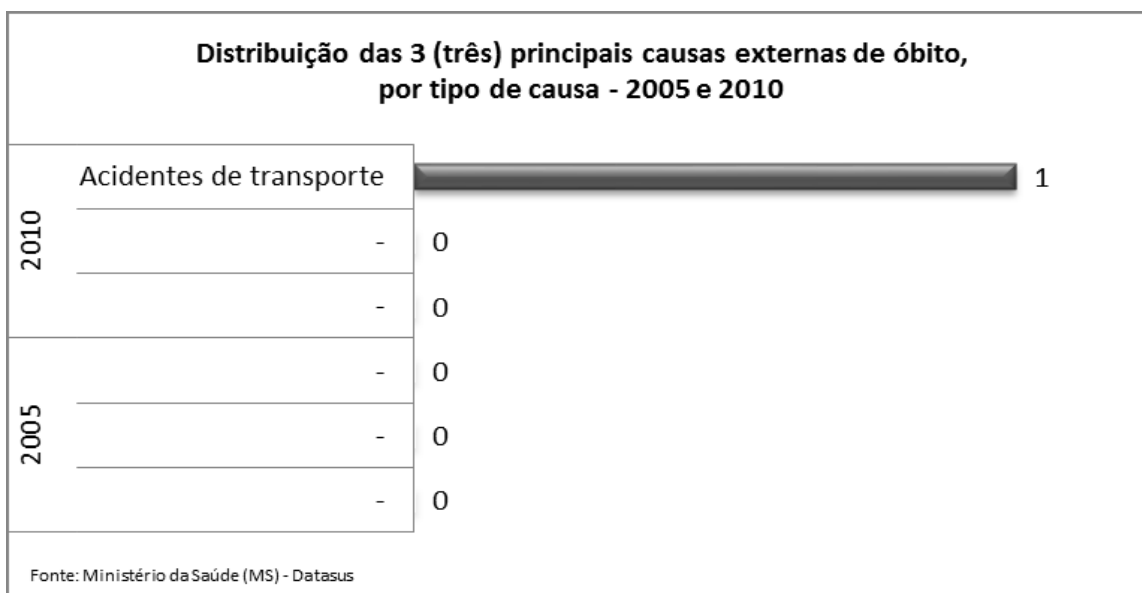 Distribuição das 3 (três) principais causas externas de óbito,
por tipo de causa - 2005 e 2010
2010
Acidentes de transporte 1
- 0
- 0
2005
- 0
- 0
- 0
Fonte: Ministério da Saúde (MS) - Datasus